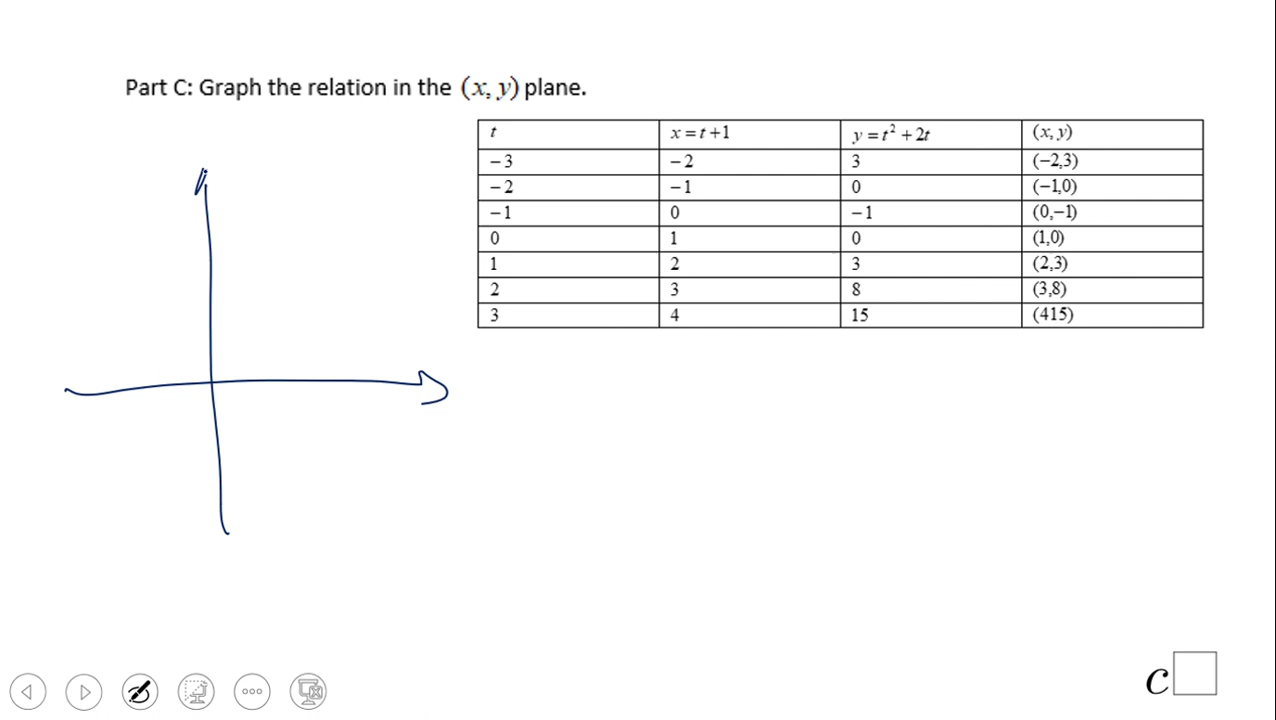 Part C: Graph the relation in the (x, y) plane.
t x = t + 1 y = t² + 2t (x, y)
−3 −2 3 (−2,3)
−2 −1 0 (−1,0)
−1 0 −1 (0,−1)
0 1 0 (1,0)
1 2 3 (2,3)
2 3 8 (3,8)
3 4 15 (415)
c